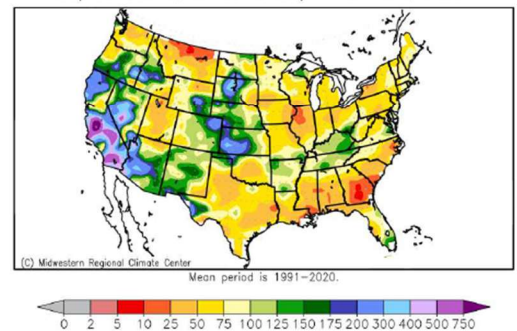 (C) Midwestern Regional Climate Center
Mean period is 1991-2020.
0 2 5 10 25 50 75 100 125 150 175 200 300 400 500 750